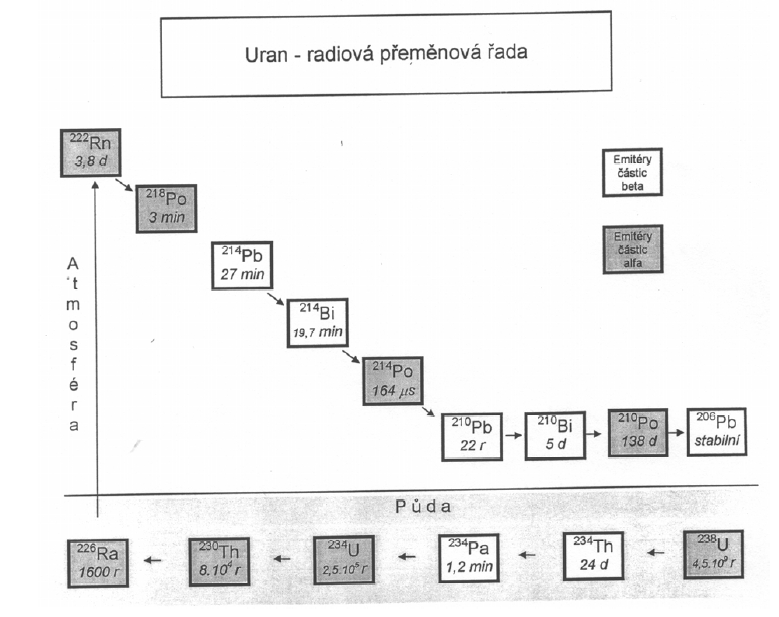 Uran - radiová přeměnová řada
²²²Rn
3,8 d
²¹⁸Po
3 min
²¹⁴Pb
27 min
²¹⁴Bi
19,7 min
²¹⁴Po
164 μs
²¹⁰Pb
22 r
²¹⁰Bi
5 d
²¹⁰Po
138 d
²⁰⁶Pb
stabilní
Emitéry
částic
beta
Emitéry
částic
alfa
Atmosféra
Půda
²²⁶Ra
1600 r
²³⁰Th
8.10⁴ r
²³⁴U
2,5.10⁵ r
²³⁴Pa
1,2 min
²³⁴Th
24 d
²³⁸U
4,5.10⁹ r